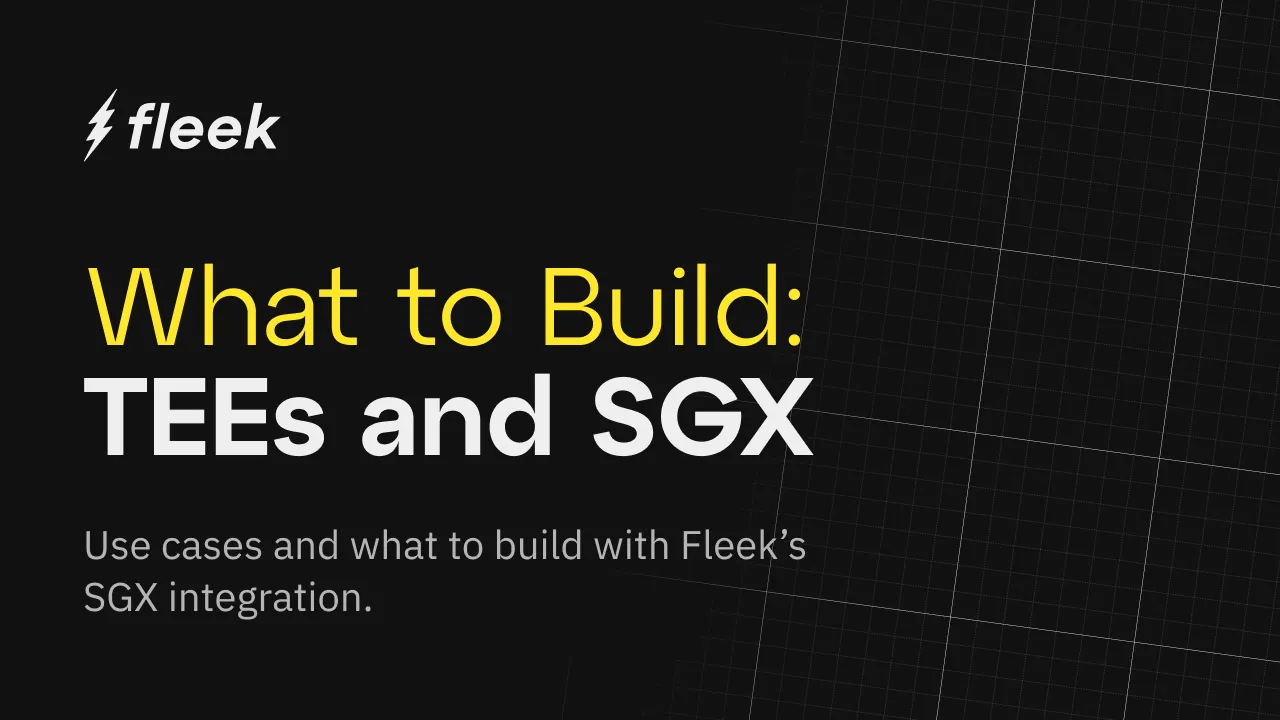 fleek
What to Build:
TEEs and SGX
Use cases and what to build with Fleek’s
SGX integration.